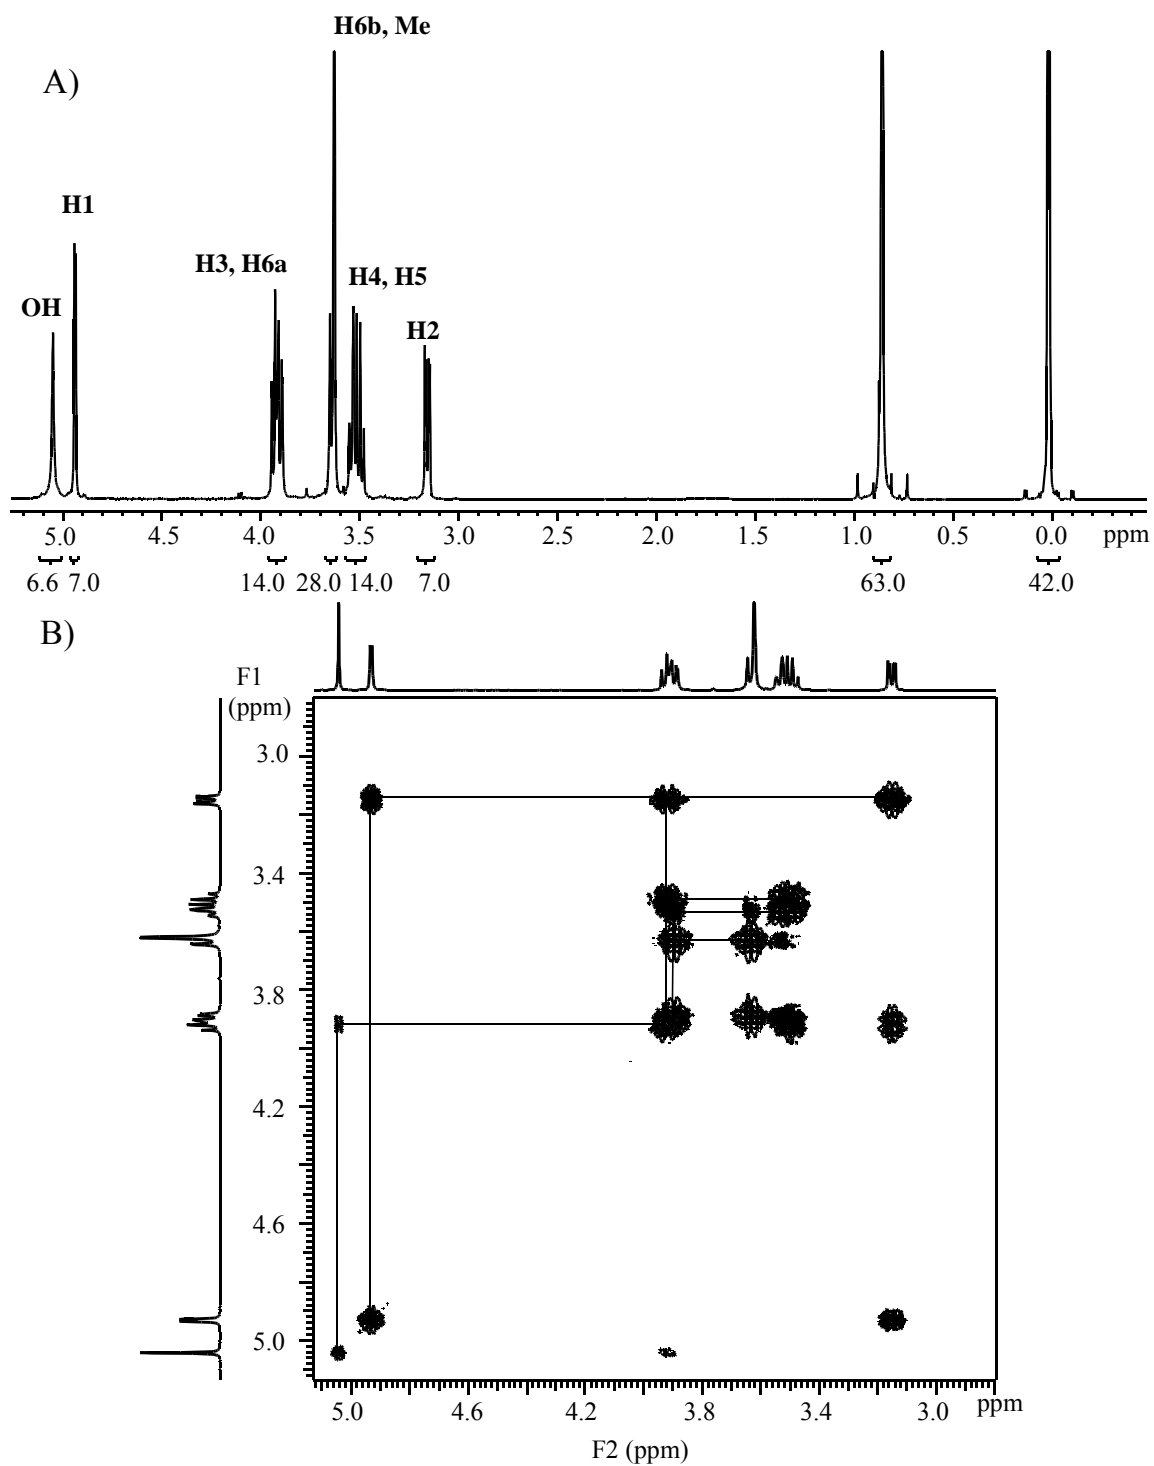 H6b, Me
A)
H1
H3, H6a
H4, H5
OH
H2
5.0 4.5 4.0 3.5 3.0 2.5 2.0 1.5 1.0 0.5 0.0 ppm
6.6 7.0 14.0 28.0 14.0 7.0 63.0 42.0
B)
F1
(ppm)
3.0
3.4
3.8
4.2
4.6
5.0
5.0 4.6 4.2 3.8 3.4 3.0 ppm
F2 (ppm)